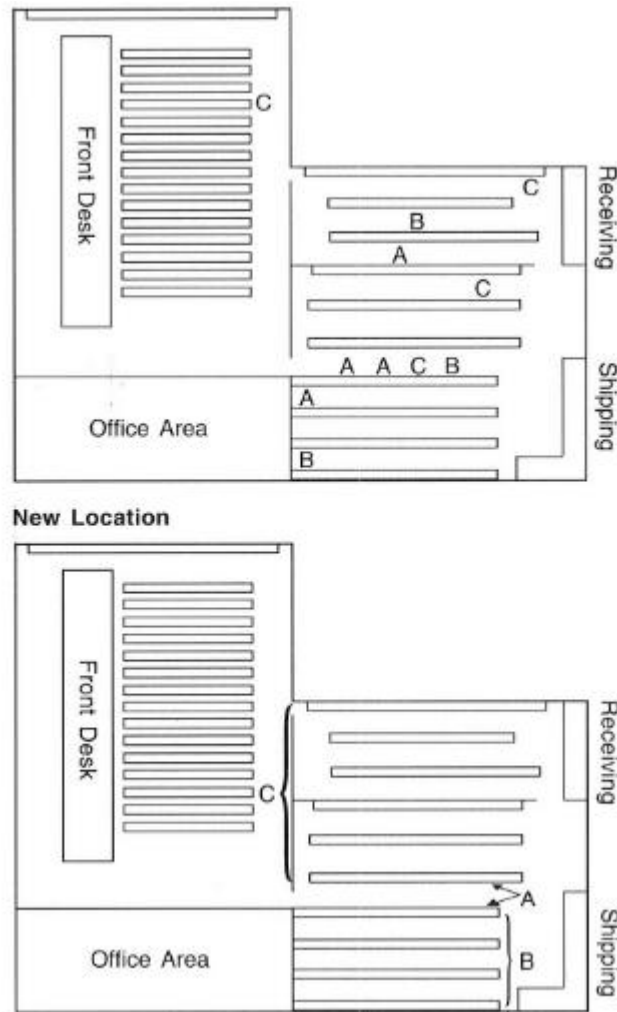 C
Front Desk
Receiving
C
B
A
C
A A C B
Shipping
A
Office Area
B
New Location
Front Desk
Receiving
C
A
Shipping
Office Area
B